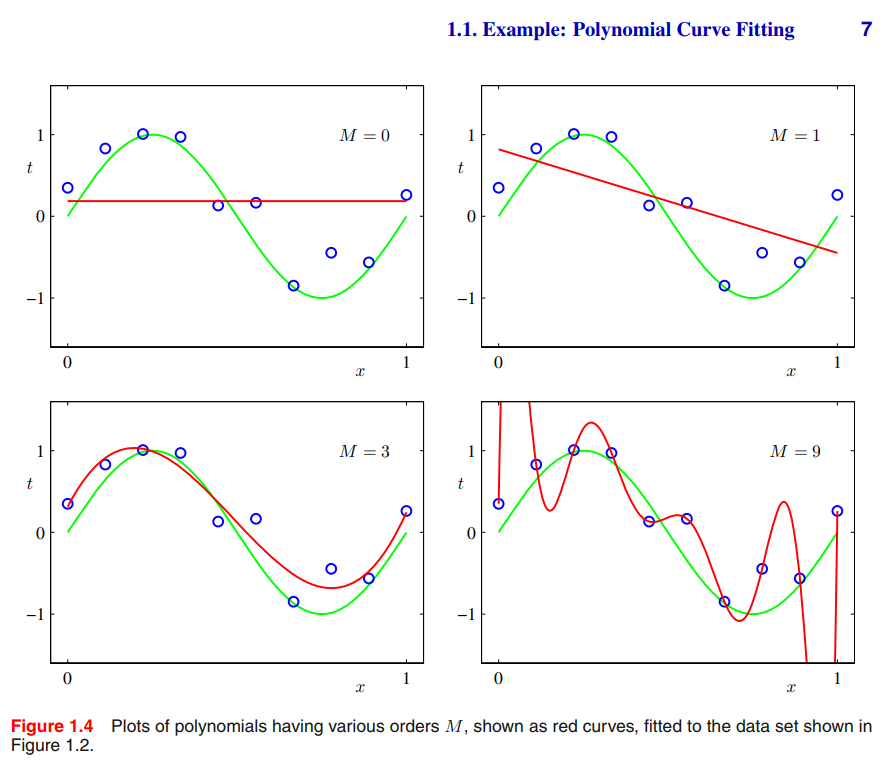 1.1. Example: Polynomial Curve Fitting 7
M = 0
1
t
0
−1
0
x
1
M = 1
1
t
0
−1
0
x
1
M = 3
1
t
0
−1
0
x
1
M = 9
1
t
0
−1
0
x
1
Figure 1.4 Plots of polynomials having various orders M, shown as red curves, fitted to the data set shown in
Figure 1.2.